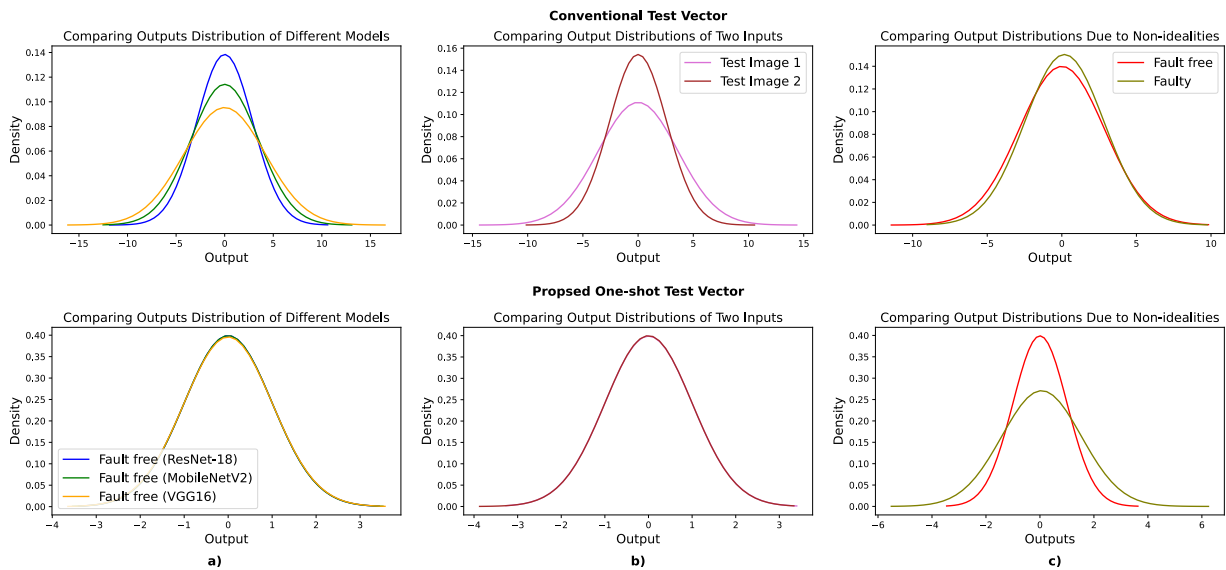 Conventional Test Vector
Comparing Outputs Distribution of Different Models
0.14
0.12
0.10
0.08
0.06
0.04
0.02
0.00
Density
−15 −10 −5 0 5 10 15
Output
Comparing Output Distributions of Two Inputs
0.16
0.14
0.12
0.10
0.08
0.06
0.04
0.02
0.00
Density
Test Image 1
Test Image 2
−15 −10 −5 0 5 10 15
Output
Comparing Output Distributions Due to Non-idealities
0.14
0.12
0.10
0.08
0.06
0.04
0.02
0.00
Density
Fault free
Faulty
−10 −5 0 5 10
Output
Propsed One-shot Test Vector
Comparing Outputs Distribution of Different Models
0.40
0.35
0.30
0.25
0.20
0.15
0.10
0.05
0.00
Density
Fault free (ResNet-18)
Fault free (MobileNetV2)
Fault free (VGG16)
−4 −3 −2 −1 0 1 2 3
Output
a)
Comparing Output Distributions of Two Inputs
0.40
0.35
0.30
0.25
0.20
0.15
0.10
0.05
0.00
Density
−4 −3 −2 −1 0 1 2 3
Output
b)
Comparing Output Distributions Due to Non-idealities
0.40
0.35
0.30
0.25
0.20
0.15
0.10
0.05
0.00
Density
−6 −4 −2 0 2 4 6
Outputs
c)